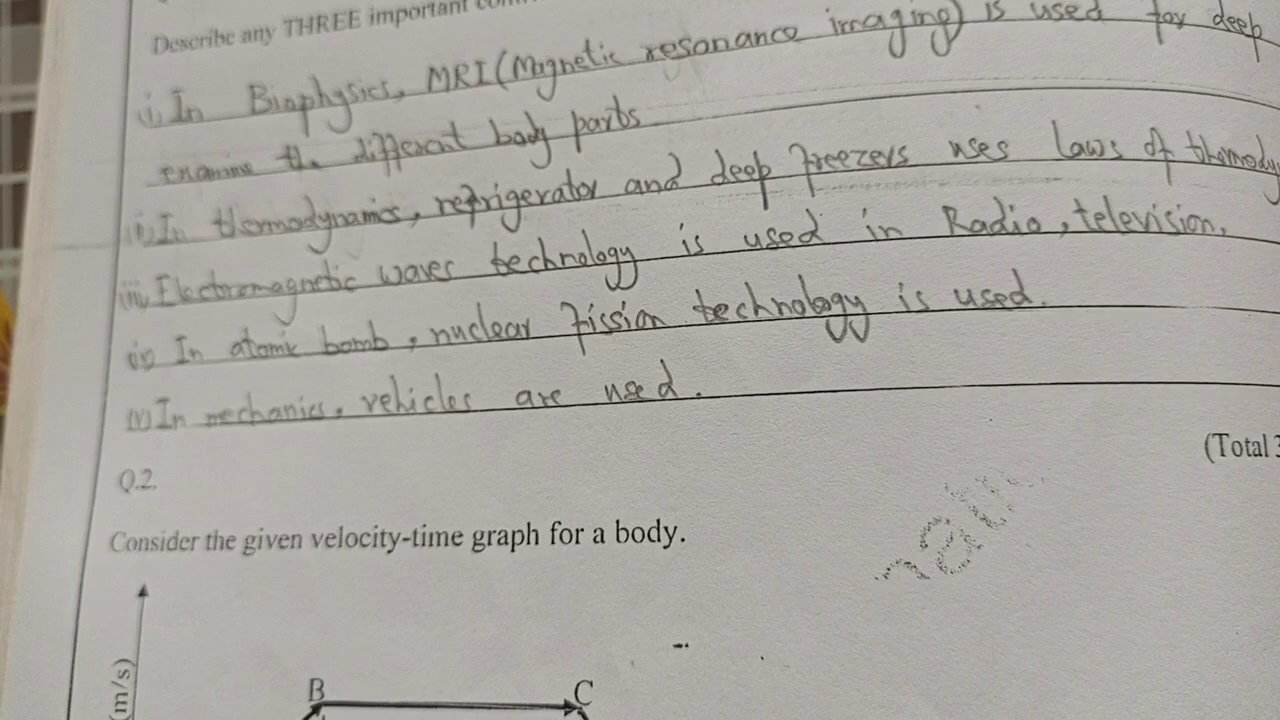 Describe any THREE important
(i) In Biophysics, MRI (Magnetic resonance imaging) is used for deep
examine the different body parts
(ii) In thermodynamics, refrigerator and deep freezers uses laws of thermody
(iii) Electromagnetic waves technology is used in Radio, television.
(iv) In atomic bomb, nuclear fission technology is used.
(v) In mechanics, vehicles are used.
(Total 3
Q.2.
Consider the given velocity-time graph for a body.
(m/s)
B C